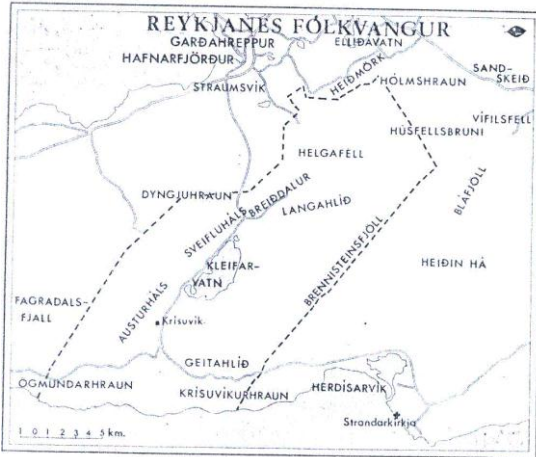 REYKJANES FÓLKVANGUR
GARÐAHREPPUR
ELLIÐAVATN
HAFNARFJÖRÐUR
SAND-
SKEIÐ
HEIÐMÖRK
HÓLMSHRAUN
STRAUMSVÍK
VÍFILSFELL
HÚSFELLSBRUNI
HELGAFELL
BLÁFJÖLL
DYNGJUHRAUN
BREIÐDALUR
LANGAHLÍÐ
SVEIFLUHÁLS
BRENNISTEINSFJÖLL
HEIÐIN HÁ
KLEIFAR-
VATN
FAGRADALS-
FJALL
AUSTURHÁLS
Krísuvík
GEITAHLÍÐ
ÖGMUNDARHRAUN
KRÍSUVÍKURHRAUN
HERDÍSARVÍK
Strandarkirkja
1 0 1 2 3 4 5 km.